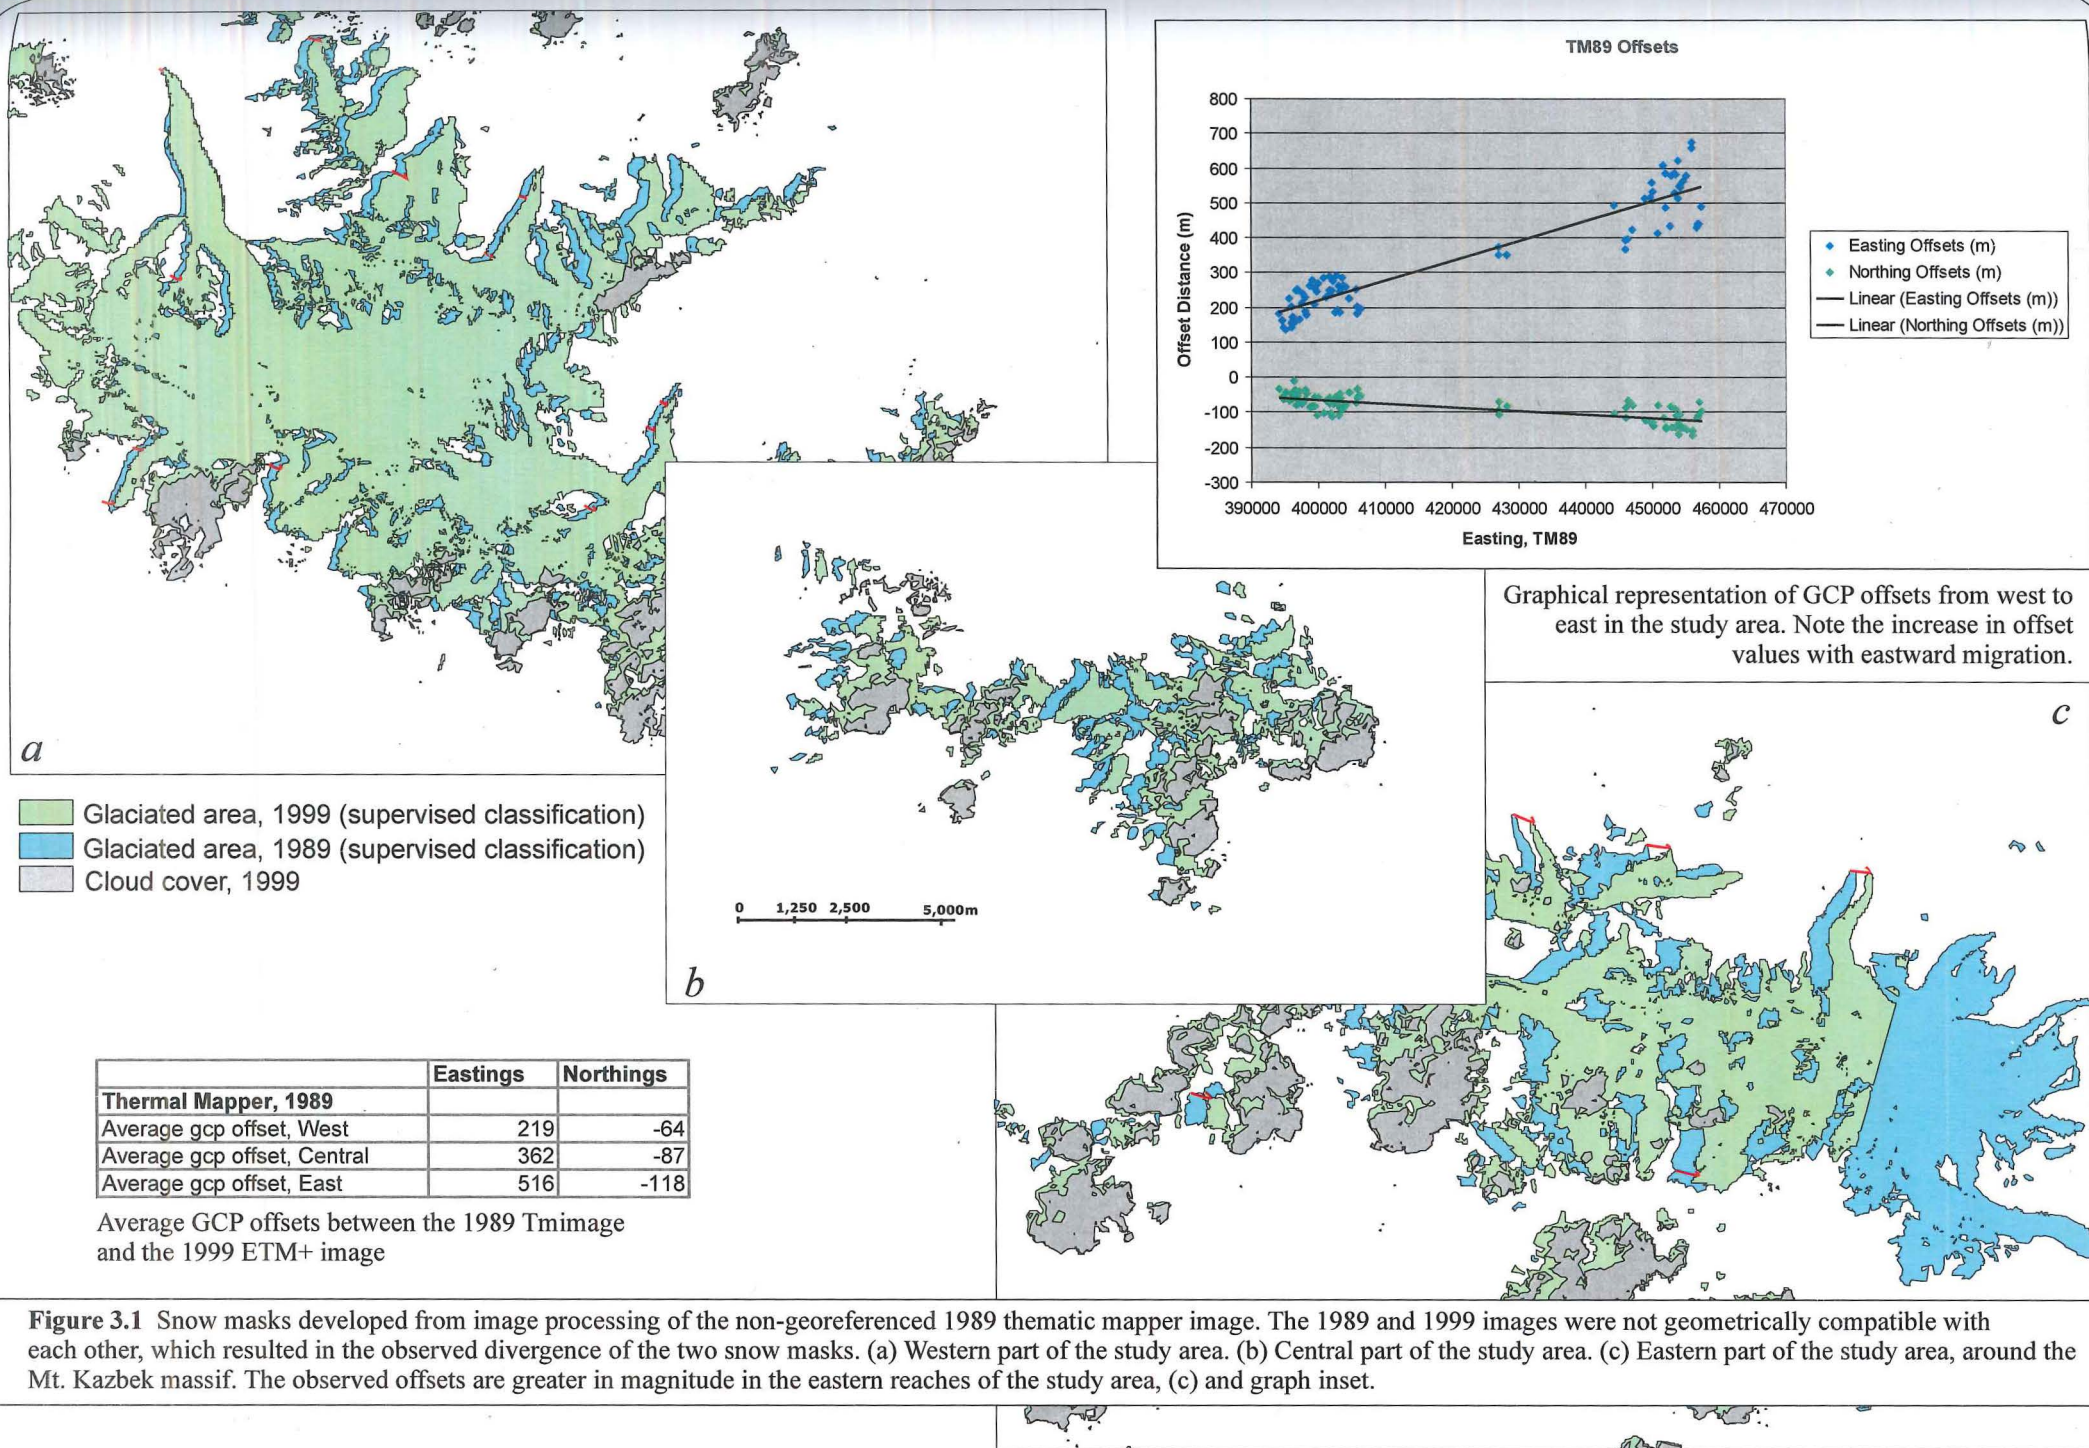 TM89 Offsets
Offset Distance (m)
800
700
600
500
400
300
200
100
0
-100
-200
-300
390000 400000 410000 420000 430000 440000 450000 460000 470000
Easting, TM89
Easting Offsets (m)
Northing Offsets (m)
Linear (Easting Offsets (m))
Linear (Northing Offsets (m))
Graphical representation of GCP offsets from west to
east in the study area. Note the increase in offset
values with eastward migration.
a
Glaciated area, 1999 (supervised classification)
Glaciated area, 1989 (supervised classification)
Cloud cover, 1999
0 1,250 2,500 5,000m
b
c
Eastings Northings
Thermal Mapper, 1989
Average gcp offset, West 219 -64
Average gcp offset, Central 362 -87
Average gcp offset, East 516 -118
Average GCP offsets between the 1989 Tmimage
and the 1999 ETM+ image
Figure 3.1 Snow masks developed from image processing of the non-georeferenced 1989 thematic mapper image. The 1989 and 1999 images were not geometrically compatible with
each other, which resulted in the observed divergence of the two snow masks. (a) Western part of the study area. (b) Central part of the study area. (c) Eastern part of the study area, around the
Mt. Kazbek massif. The observed offsets are greater in magnitude in the eastern reaches of the study area, (c) and graph inset.